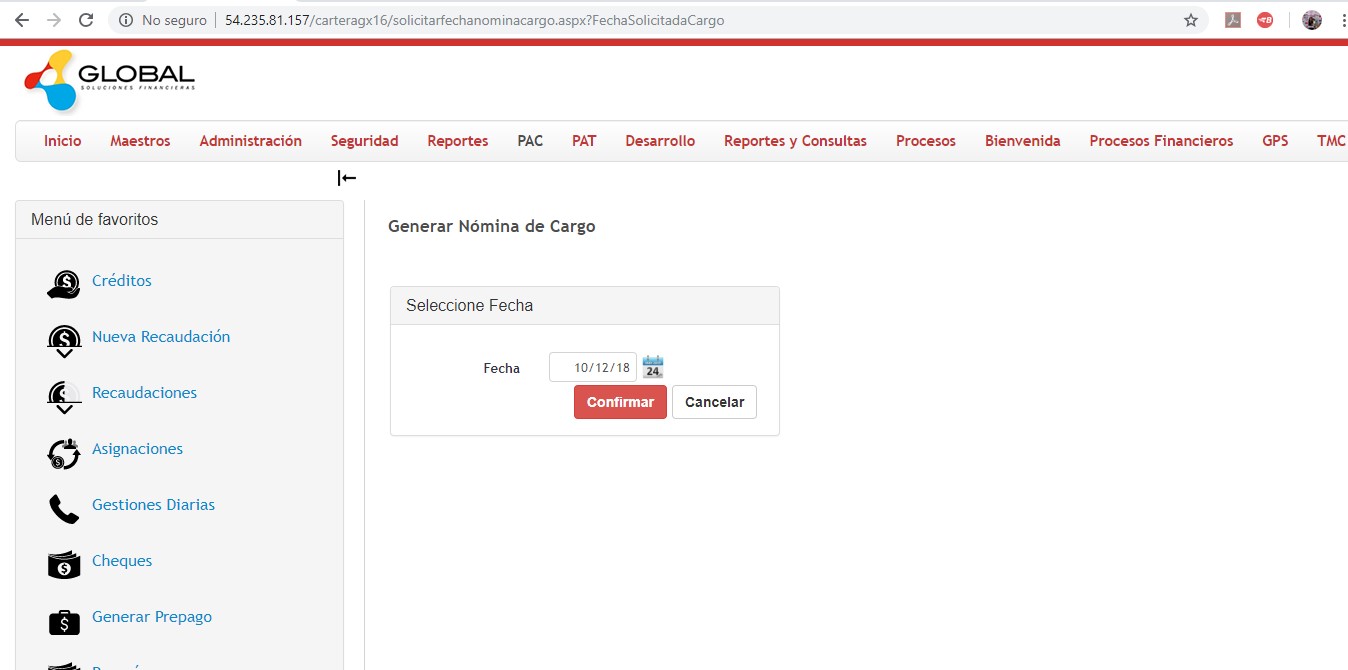 No seguro | 54.235.81.157/carteragx16/solicitarfechanominacargo.aspx?FechaSolicitadaCargo
GLOBAL
SOLUCIONES FINANCIERAS
Inicio Maestros Administración Seguridad Reportes PAC PAT Desarrollo Reportes y Consultas Procesos Bienvenida Procesos Financieros GPS TMC
Menú de favoritos
Créditos
Nueva Recaudación
Recaudaciones
Asignaciones
Gestiones Diarias
Cheques
Generar Prepago
Generar Nómina de Cargo
Seleccione Fecha
Fecha 10/12/18 24
Confirmar Cancelar